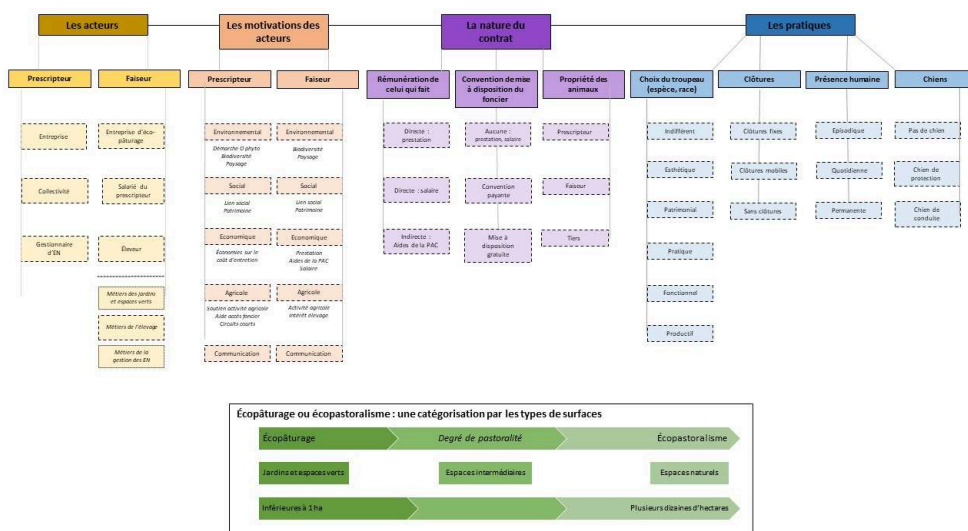 Les acteurs
Les motivations des
acteurs
La nature du
contrat
Les pratiques
Prescripteur
Faiseur
Prescripteur
Faiseur
Rémunération de
celui qui fait
Convention de mise
à disposition du
foncier
Propriété des
animaux
Choix du troupeau
(espèce, race)
Clôtures
Présence humaine
Chiens
Entreprise
Collectivité
Gestionnaire
d'EN
Entreprise d'éco-
pâturage
Salarié du
prescripteur
Éleveur
Métiers des jardins
et espaces verts
Métiers de l'élevage
Métiers de la
gestion des EN
Environnemental
Démarche 0 phyto
Biodiversité
Paysage
Social
Lien social
Patrimoine
Economique
Économies sur le
coût d'entretien
Agricole
Soutien activité agricole
Aide accès foncier
Circuits courts
Communication
Environnemental
Biodiversité
Paysage
Social
Lien social
Patrimoine
Economique
Prestation
Aides de la PAC
Salaire
Agricole
Activité agricole
Intérêt élevage
Communication
Directe :
prestation
Directe : salaire
Indirecte :
Aides de la PAC
Aucune :
prestation, salaire
Convention
payante
Mise à
disposition
gratuite
Prescripteur
Faiseur
Tiers
Indifférent
Esthétique
Patrimonial
Pratique
Fonctionnel
Productif
Clôtures fixes
Clôtures mobiles
Sans clôtures
Episodique
Quotidienne
Permanente
Pas de chien
Chien de
protection
Chien de
conduite
Écopâturage ou écopastoralisme : une catégorisation par les types de surfaces
Écopâturage
Degré de pastoralité
Écopastoralisme
Jardins et espaces verts
Espaces intermédiaires
Espaces naturels
Inférieures à 1 ha
Plusieurs dizaines d'hectares